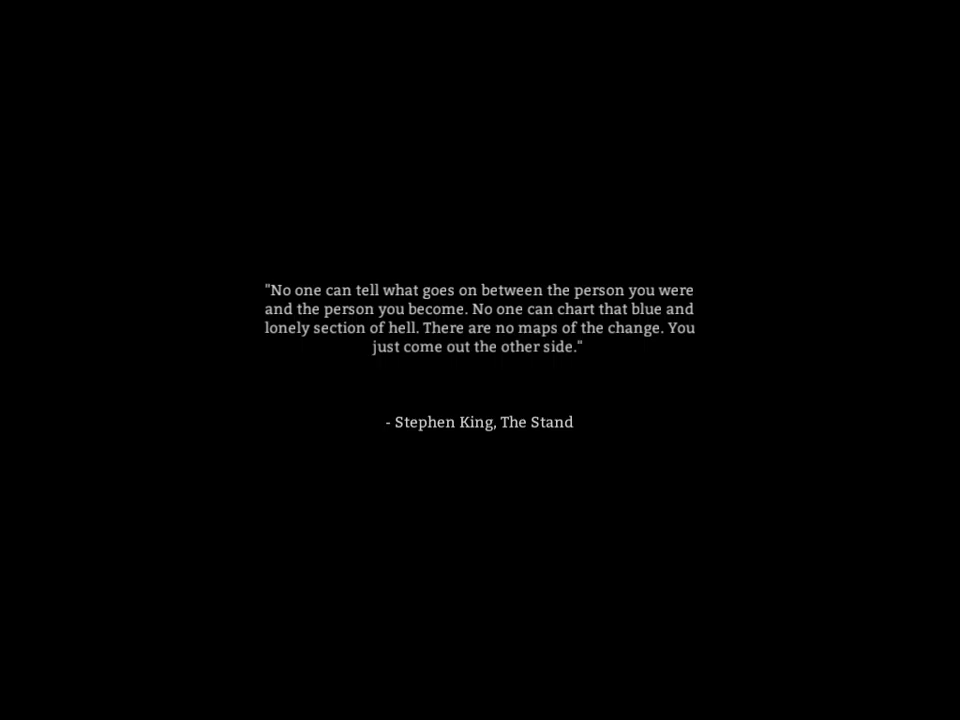 "No one can tell what goes on between the person you were
and the person you become. No one can chart that blue and
lonely section of hell. There are no maps of the change. You
just come out the other side."
- Stephen King, The Stand